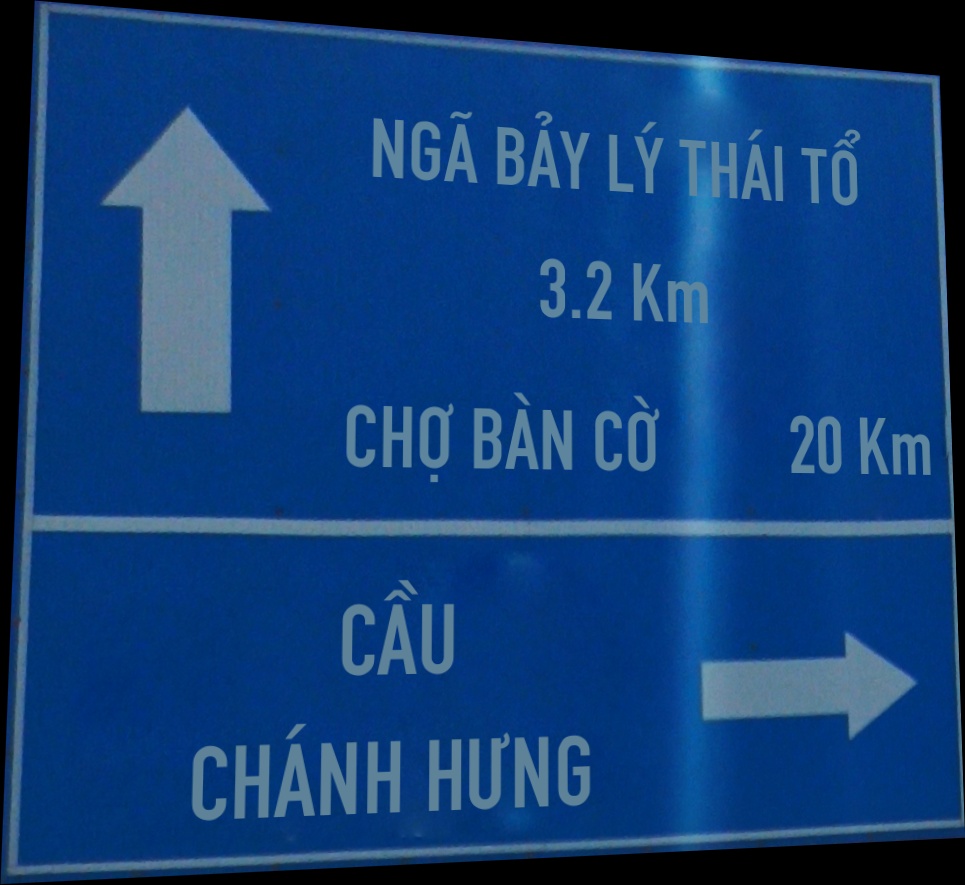 NGÃ BẢY LÝ THÁI TỔ
3.2 Km
CHỢ BÀN CỜ 20 Km
CẦU
CHÁNH HƯNG